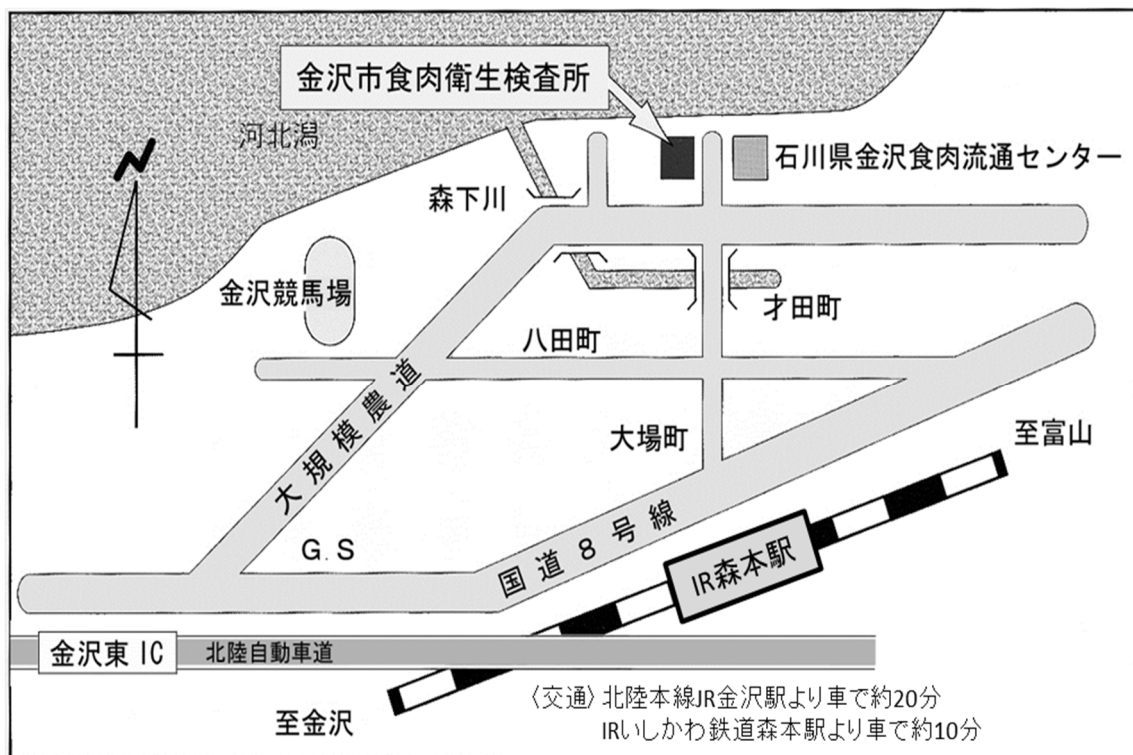 金沢市食肉衛生検査所
河北潟
石川県金沢食肉流通センター
森下川
金沢競馬場
才田町
八田町
大規模農道
大場町
至富山
G.S
国道8号線
IR森本駅
金沢東IC
北陸自動車道
至金沢
〈交通〉北陸本線JR金沢駅より車で約20分
IRいしかわ鉄道森本駅より車で約10分